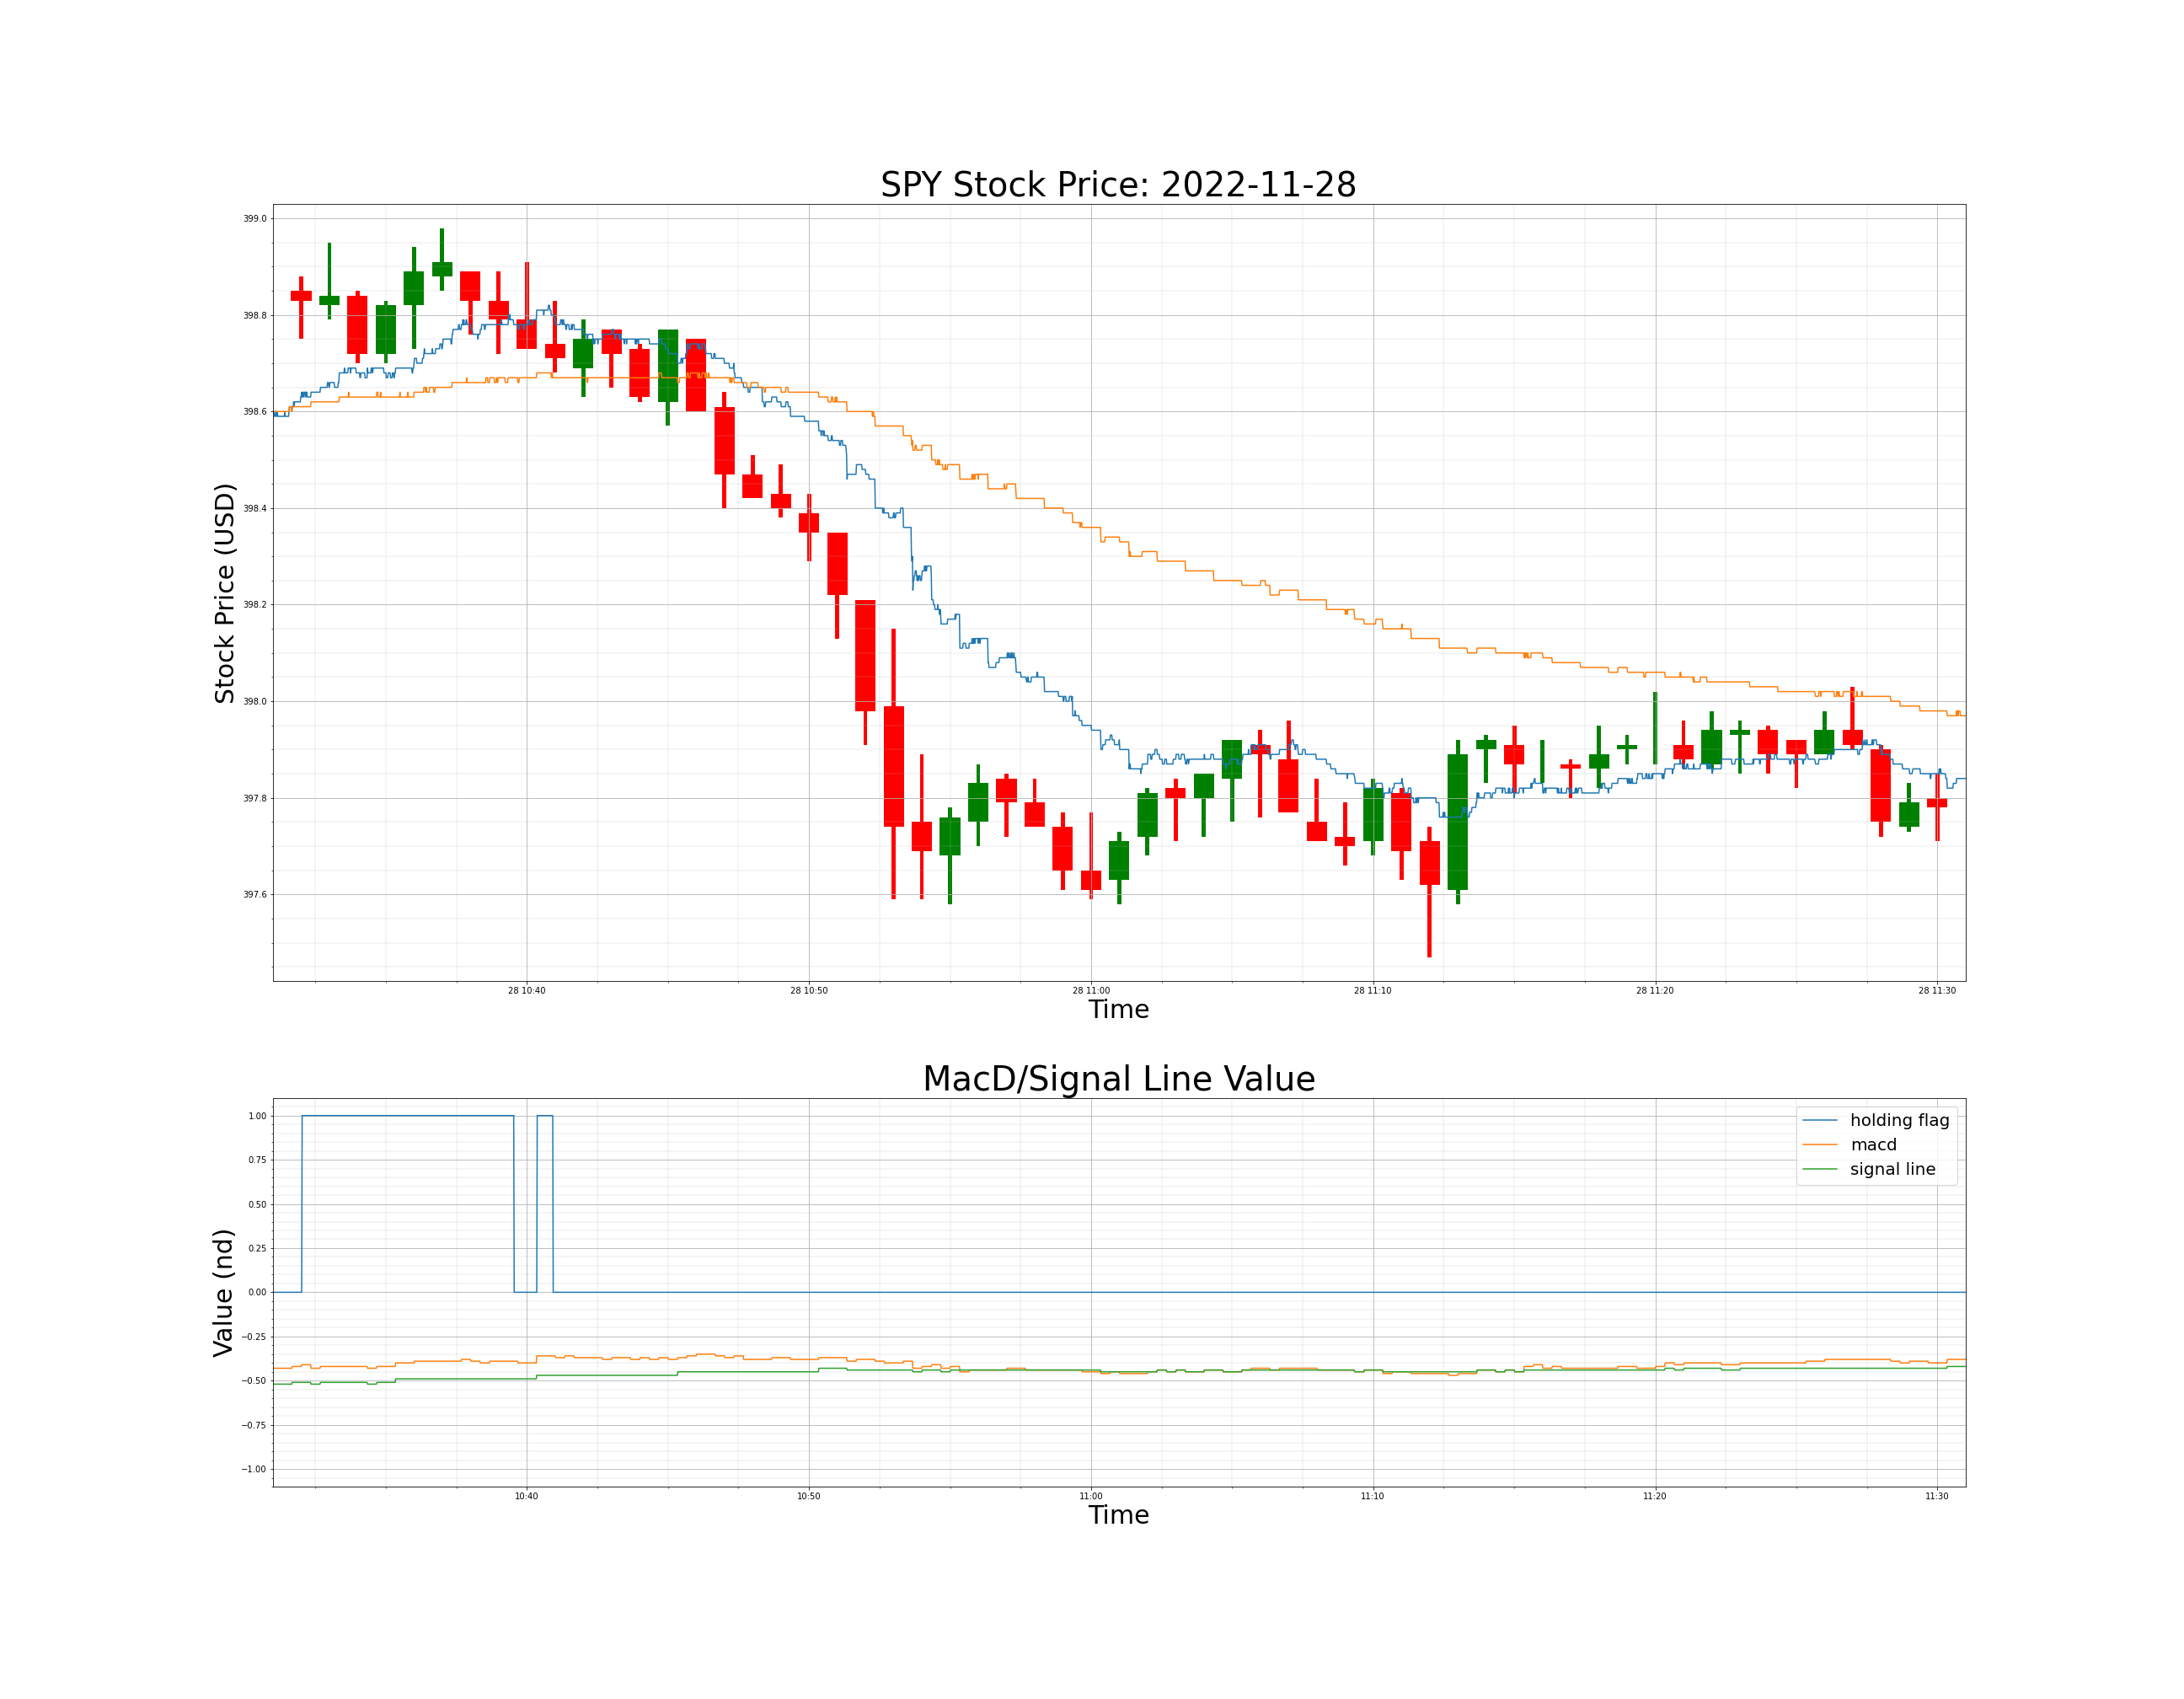 SPY Stock Price: 2022-11-28
399.0
398.8
398.6
398.4
398.2
398.0
397.8
397.6
Stock Price (USD)
28 10:40 28 10:50 28 11:00 28 11:10 28 11:20 28 11:30
Time
MacD/Signal Line Value
1.00
0.75
0.50
0.25
0.00
−0.25
−0.50
−0.75
−1.00
Value (nd)
holding flag
macd
signal line
10:40 10:50 11:00 11:10 11:20 11:30
Time